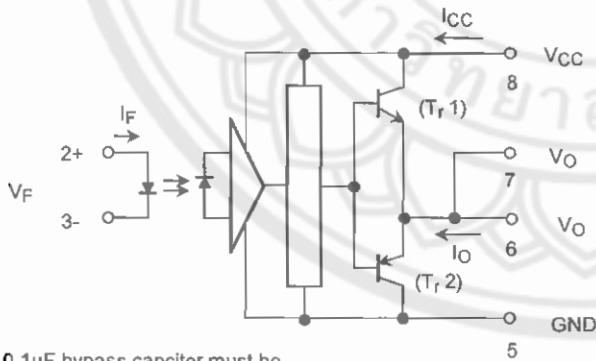 ICC
VCC
8
(Tr 1)
IF
2+
VO
7
VF
VO
3-
6
IO
(Tr 2)
GND
5
0.1uF bypass capcitor must be